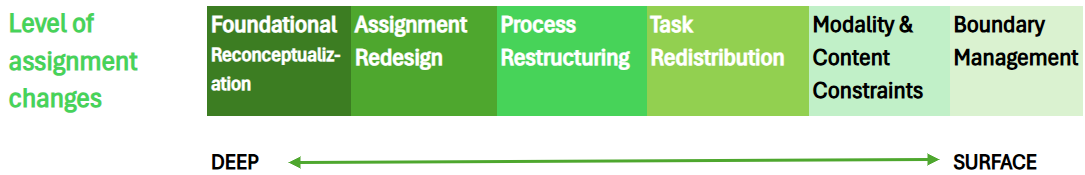 Level of
assignment
changes
Foundational
Reconceptualiz-
ation
Assignment
Redesign
Process
Restructuring
Task
Redistribution
Modality &
Content
Constraints
Boundary
Management
DEEP
SURFACE